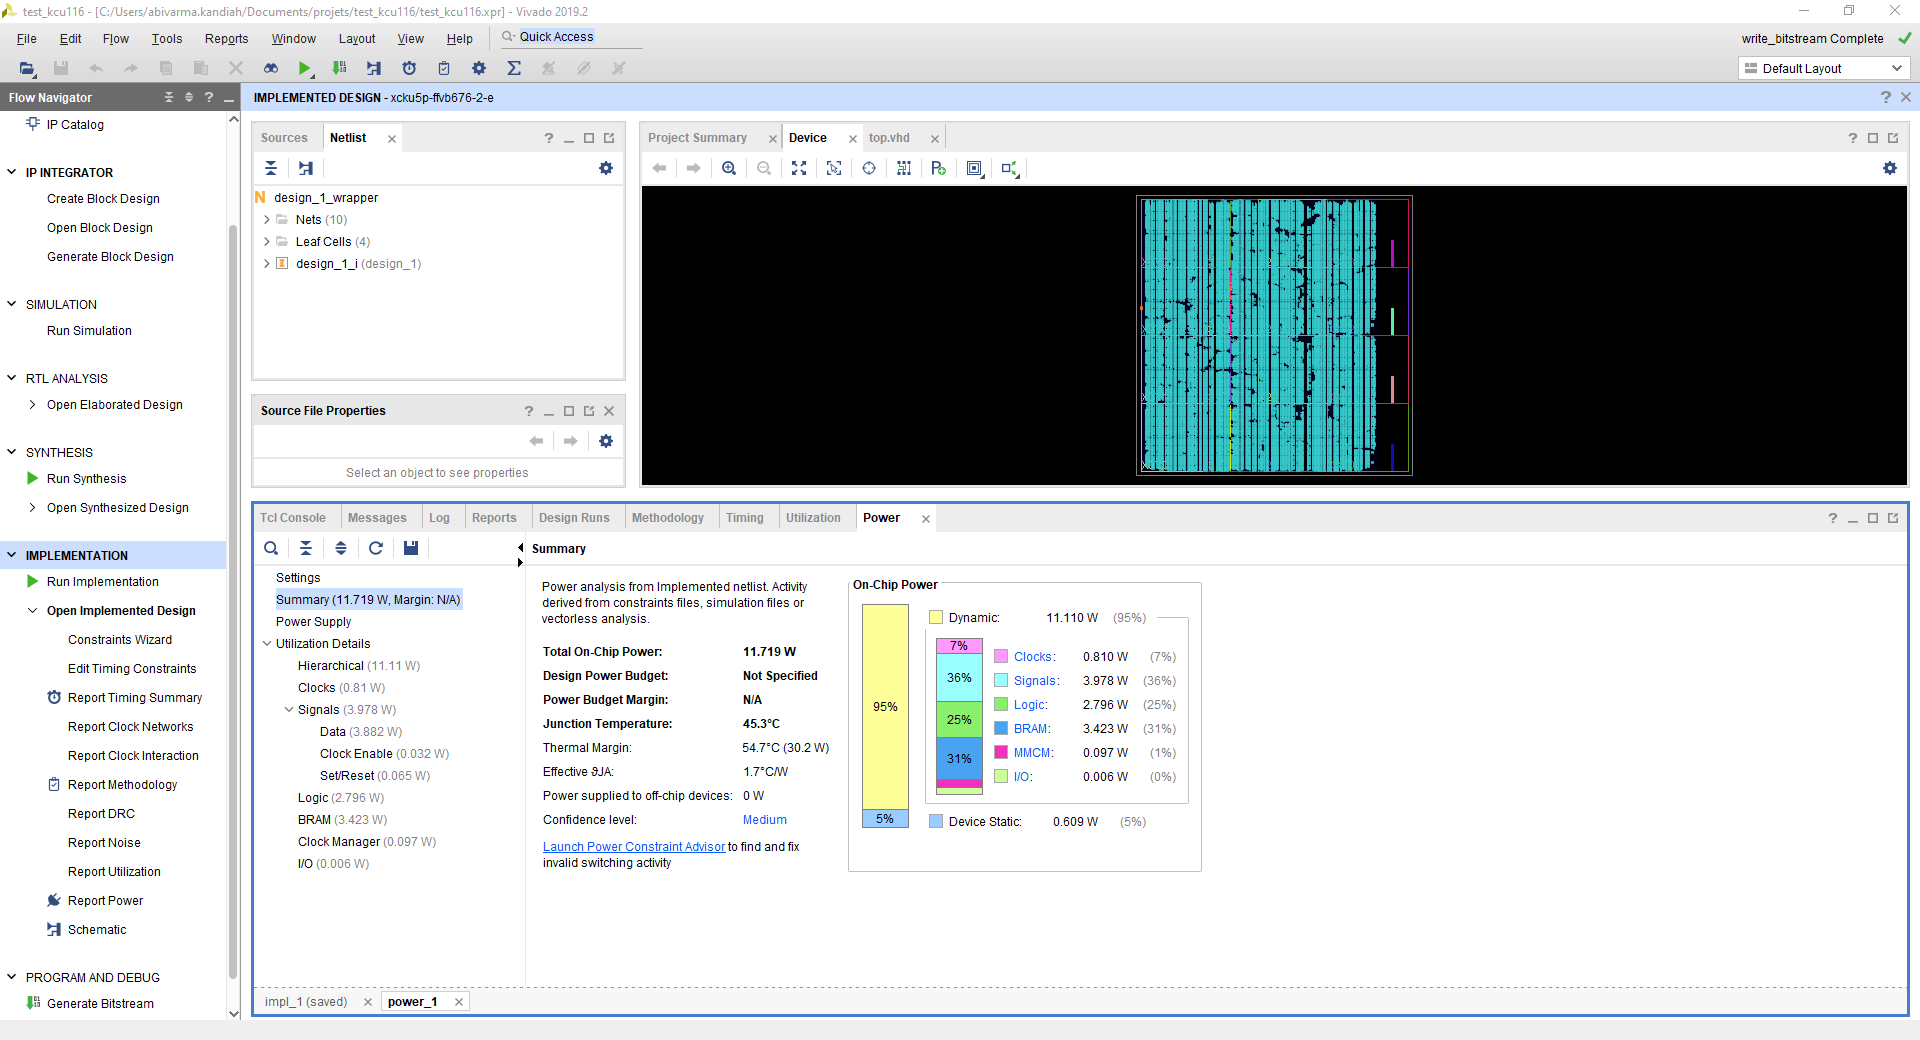 test_kcu116 - [C:/Users/abivarma.kandiah/Documents/projets/test_kcu116/test_kcu116.xpr] - Vivado 2019.2
File Edit Flow Tools Reports Window Layout View Help Quick Access
write_bitstream Complete
Default Layout
Flow Navigator
IP Catalog
IP INTEGRATOR
Create Block Design
Open Block Design
Generate Block Design
SIMULATION
Run Simulation
RTL ANALYSIS
Open Elaborated Design
SYNTHESIS
Run Synthesis
Open Synthesized Design
IMPLEMENTATION
Run Implementation
Open Implemented Design
Constraints Wizard
Edit Timing Constraints
Report Timing Summary
Report Clock Networks
Report Clock Interaction
Report Methodology
Report DRC
Report Noise
Report Utilization
Report Power
Schematic
PROGRAM AND DEBUG
Generate Bitstream
IMPLEMENTED DESIGN - xcku5p-ffvb676-2-e
Sources Netlist
N design_1_wrapper
Nets (10)
Leaf Cells (4)
design_1_i (design_1)
Source File Properties
Select an object to see properties
Project Summary Device top.vhd
Tcl Console Messages Log Reports Design Runs Methodology Timing Utilization Power
Settings
Summary (11.719 W, Margin: N/A)
Power Supply
Utilization Details
Hierarchical (11.11 W)
Clocks (0.81 W)
Signals (3.978 W)
Data (3.882 W)
Clock Enable (0.032 W)
Set/Reset (0.065 W)
Logic (2.796 W)
BRAM (3.423 W)
Clock Manager (0.097 W)
I/O (0.006 W)
Summary
Power analysis from Implemented netlist. Activity
derived from constraints files, simulation files or
vectorless analysis.
Total On-Chip Power: 11.719 W
Design Power Budget: Not Specified
Power Budget Margin: N/A
Junction Temperature: 45.3°C
Thermal Margin: 54.7°C (30.2 W)
Effective ϑJA: 1.7°C/W
Power supplied to off-chip devices: 0 W
Confidence level: Medium
Launch Power Constraint Advisor to find and fix
invalid switching activity
On-Chip Power
95%
5%
Dynamic: 11.110 W (95%)
7%
36%
25%
31%
Clocks: 0.810 W (7%)
Signals: 3.978 W (36%)
Logic: 2.796 W (25%)
BRAM: 3.423 W (31%)
MMCM: 0.097 W (1%)
I/O: 0.006 W (0%)
Device Static: 0.609 W (5%)
impl_1 (saved) power_1